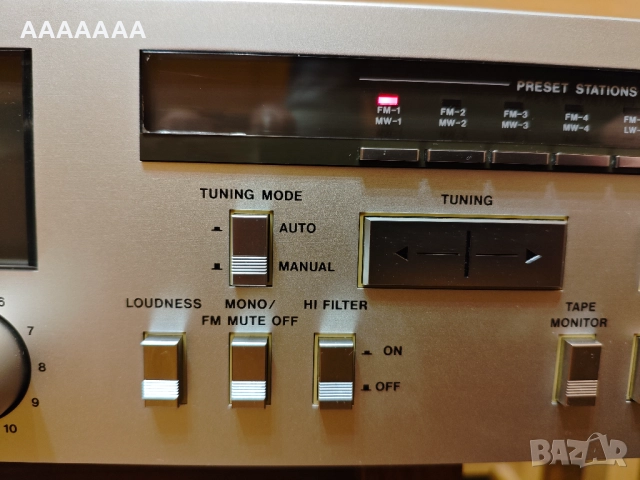 AAAAAAA
PRESET STATIONS
FM-1 FM-2 FM-3 FM-4 FM-
MW-1 MW-2 MW-3 MW-4 LW-
TUNING MODE
TUNING
AUTO
MANUAL
LOUDNESS
MONO/
FM MUTE OFF
HI FILTER
TAPE
MONITOR
ON
OFF
6
7
8
9
10
BAZAR